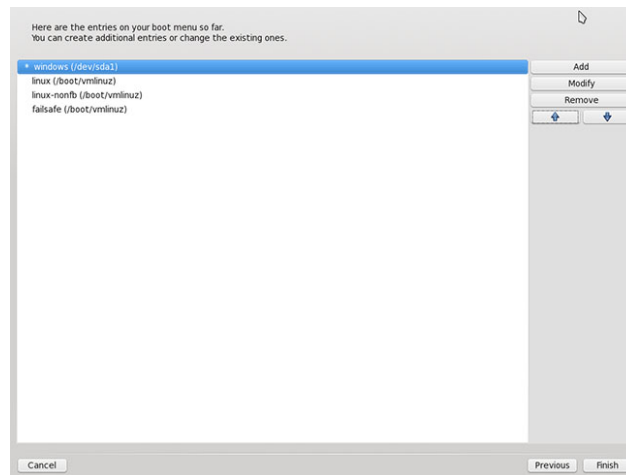 Here are the entries on your boot menu so far.
You can create additional entries or change the existing ones.
* windows (/dev/sda1)
linux (/boot/vmlinuz)
linux-nonfb (/boot/vmlinuz)
failsafe (/boot/vmlinuz)
Add
Modify
Remove
Cancel
Previous
Finish